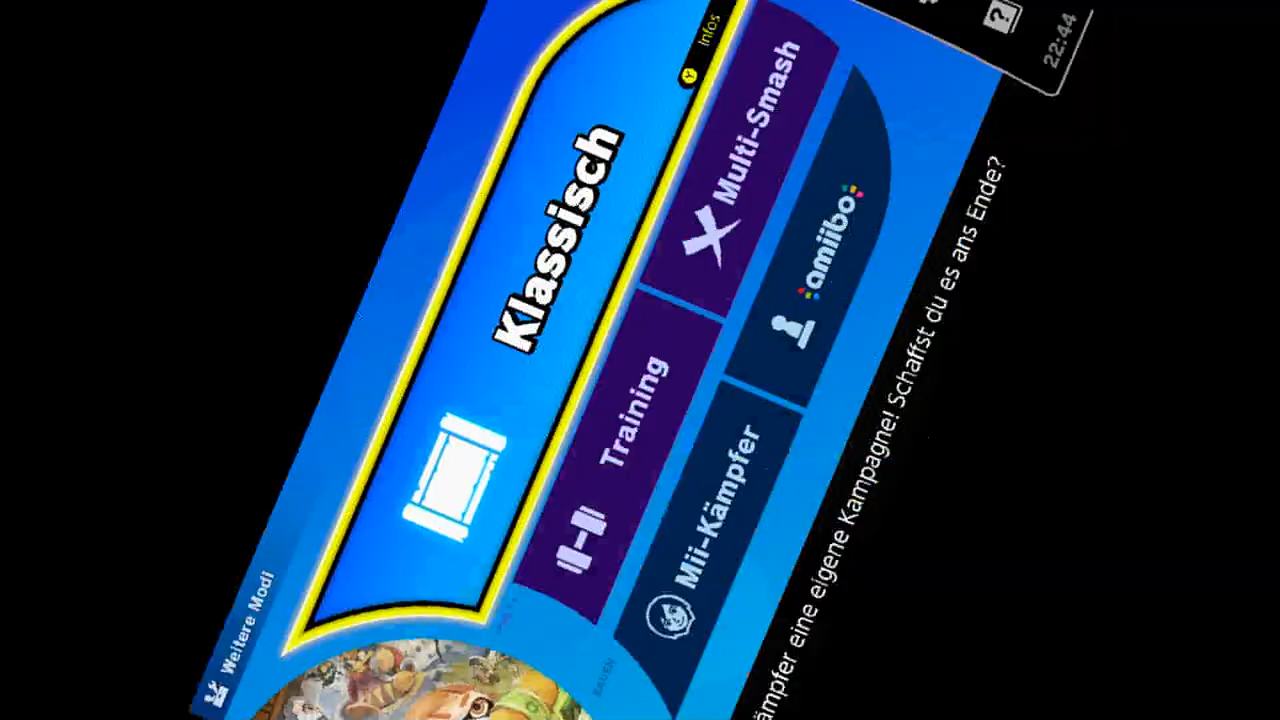 Weitere Modi
Klassisch
Y Infos
Training
Multi-Smash
Mii-Kämpfer
amiibo
BAUEN
ämpfer eine eigene Kampagne! Schaffst du es ans Ende?
?
22:44